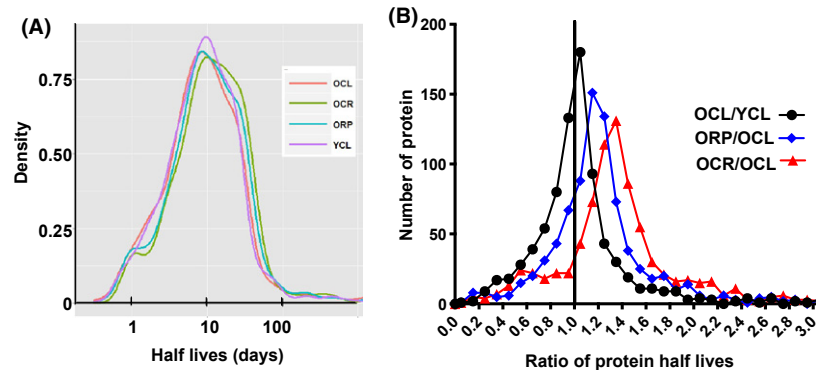 (A)
0.75
0.50
0.25
0
Density
1
10
100
Half lives (days)
OCL
OCR
ORP
YCL
(B)
200
150
100
50
0
Number of protein
OCL/YCL
ORP/OCL
OCR/OCL
0.0 0.2 0.4 0.6 0.8 1.0 1.2 1.4 1.6 1.8 2.0 2.2 2.4 2.6 2.8 3.0
Ratio of protein half lives